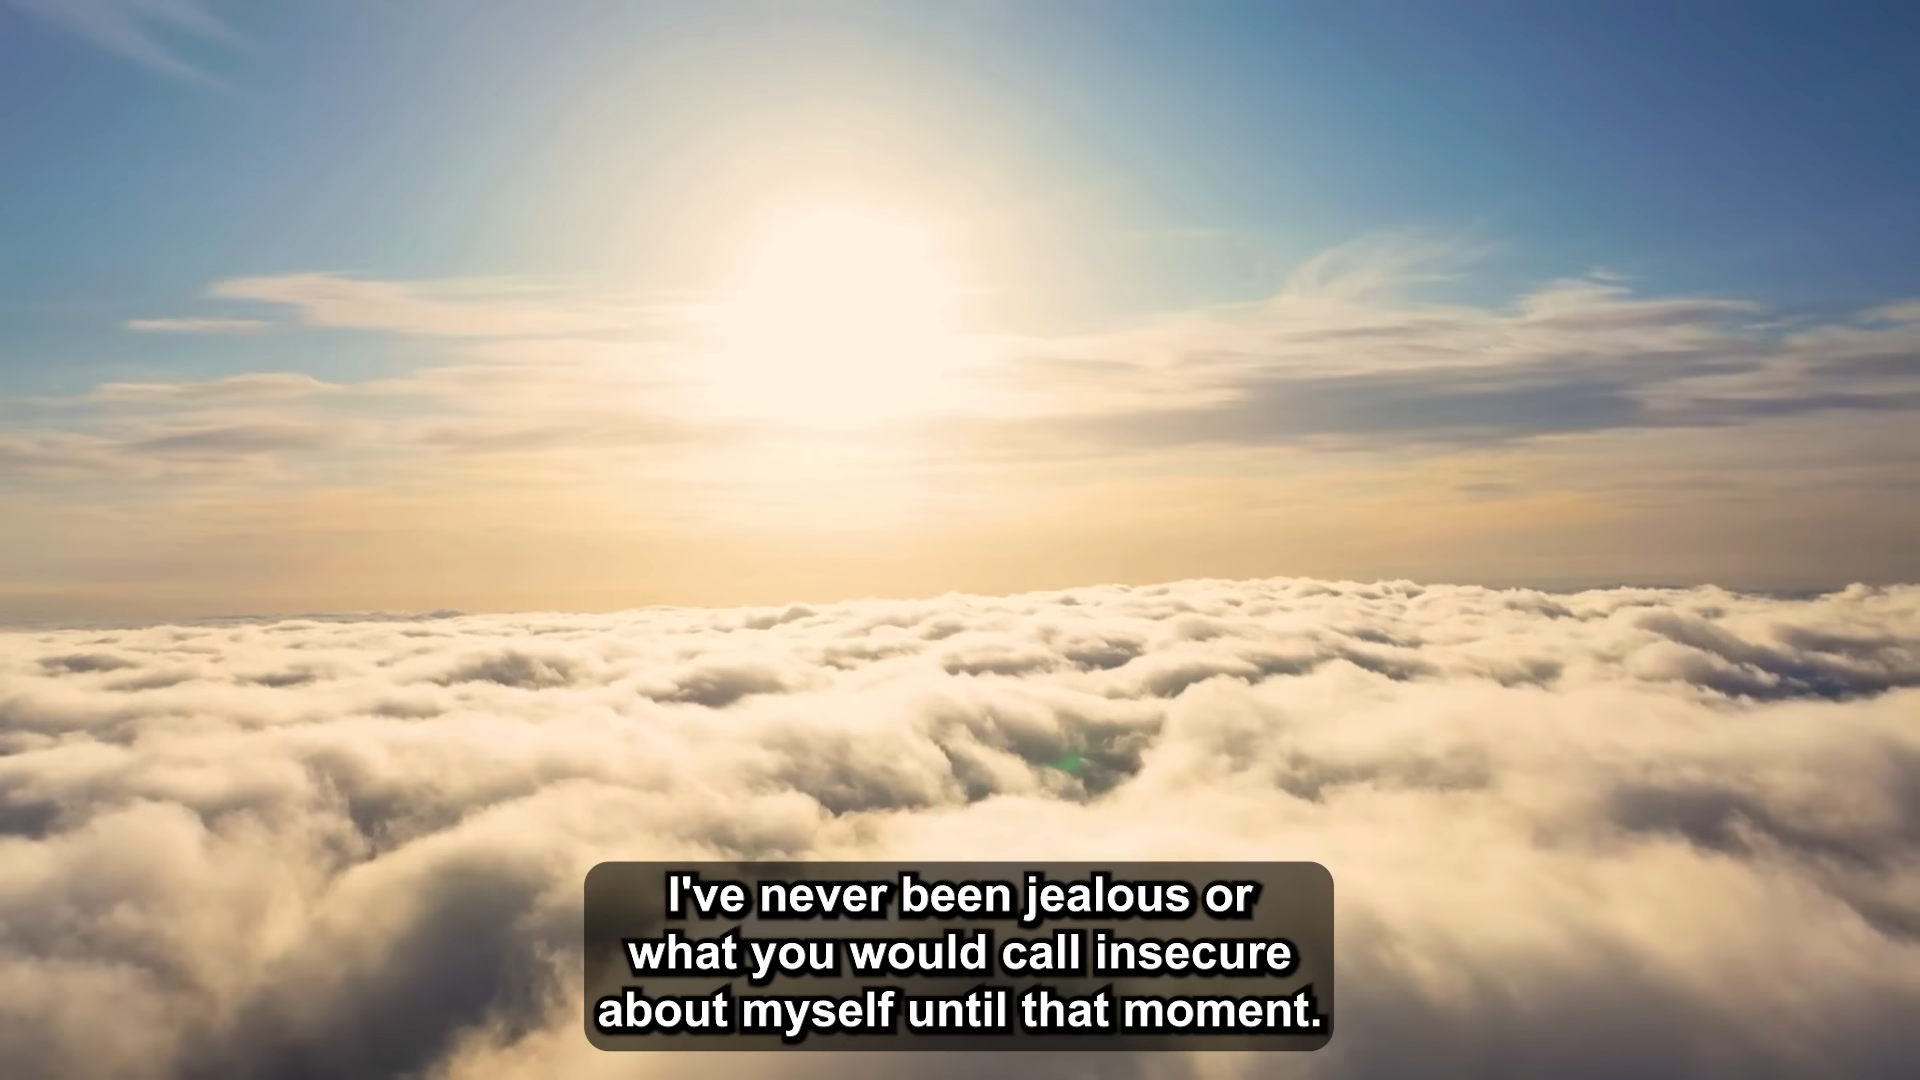 I've never been jealous or
what you would call insecure
about myself until that moment.